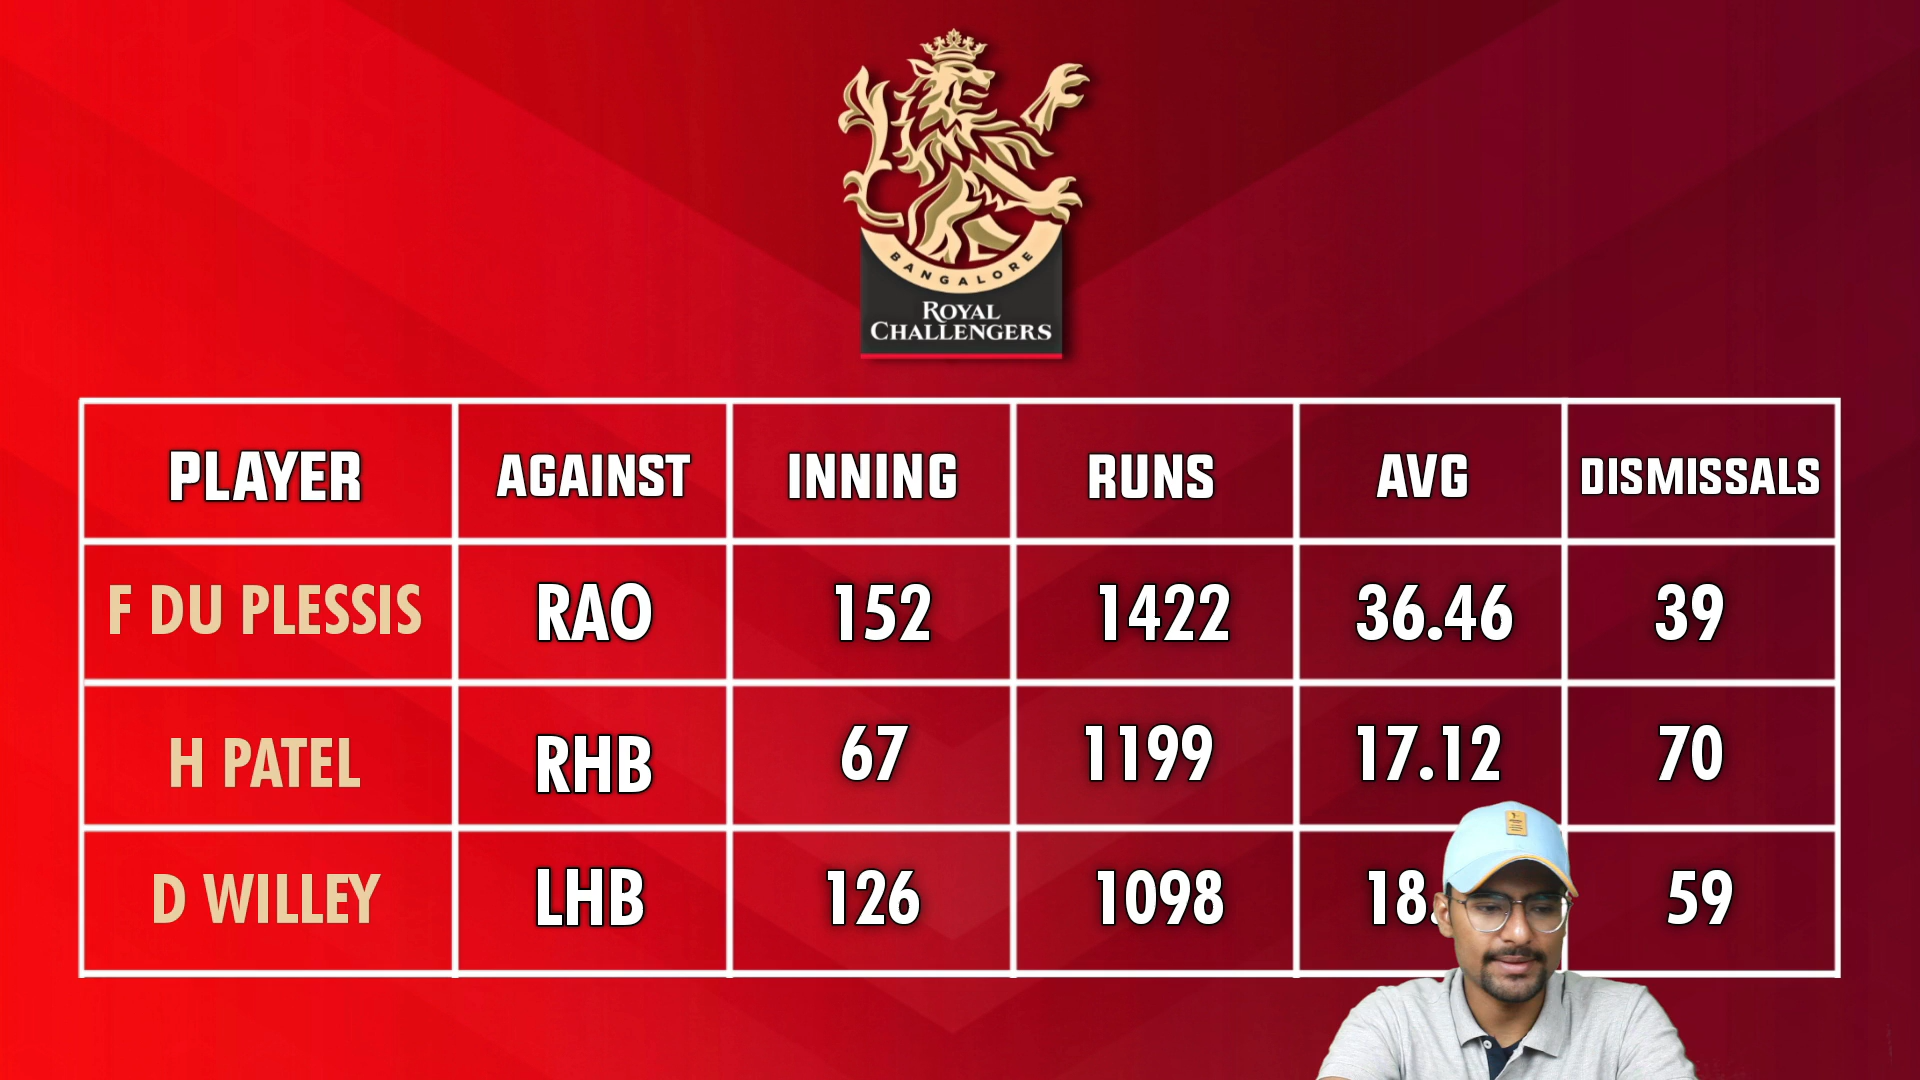 BANGALORE
ROYAL
CHALLENGERS
PLAYER AGAINST INNING RUNS AVG DISMISSALS
F DU PLESSIS RAO 152 1422 36.46 39
H PATEL RHB 67 1199 17.12 70
D WILLEY LHB 126 1098 18. 59